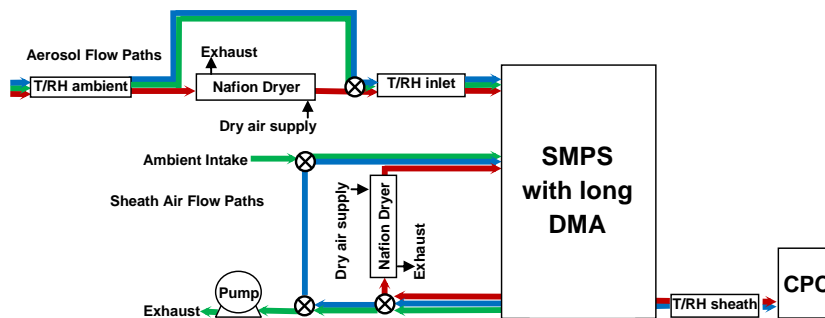 Aerosol Flow Paths
Exhaust
T/RH ambient
Nafion Dryer
T/RH inlet
Dry air supply
SMPS
with long
DMA
Ambient Intake
Sheath Air Flow Paths
Dry air supply
Nafion Dryer
Exhaust
Pump
Exhaust
T/RH sheath
CPC